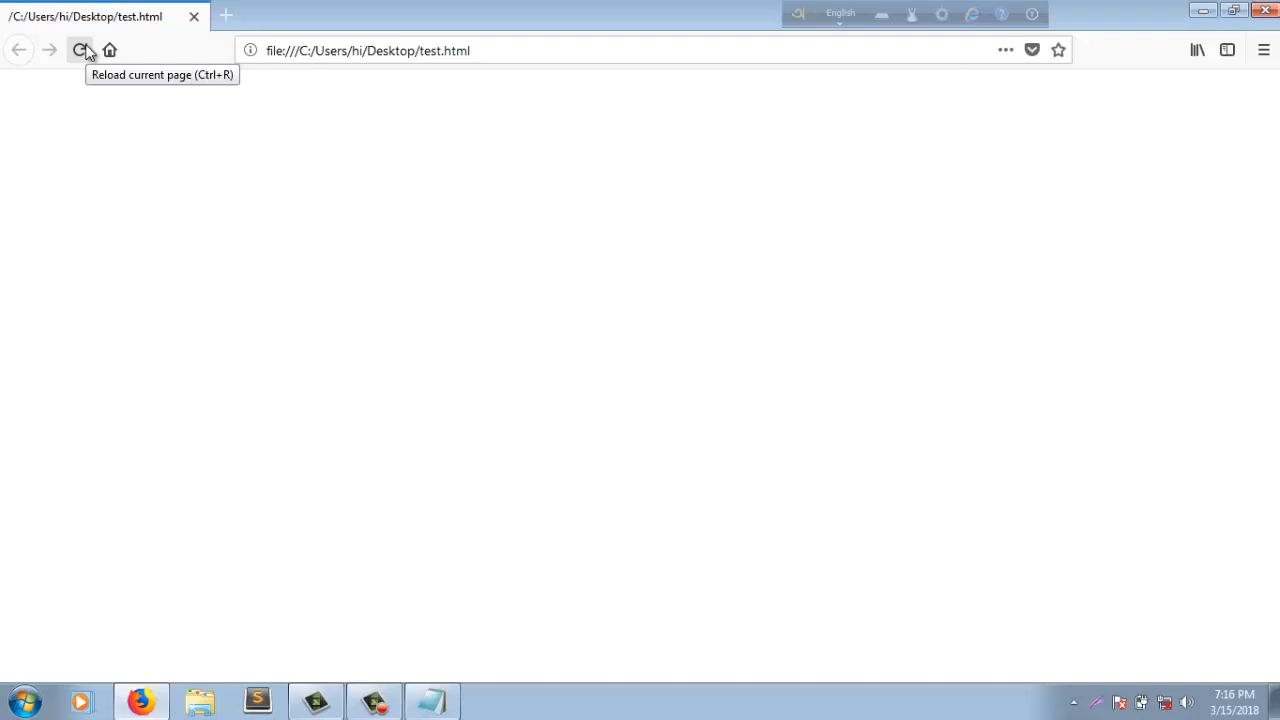 /C:/Users/hi/Desktop/test.html
English
file:///C:/Users/hi/Desktop/test.html
Reload current page (Ctrl+R)
7:16 PM
3/15/2018